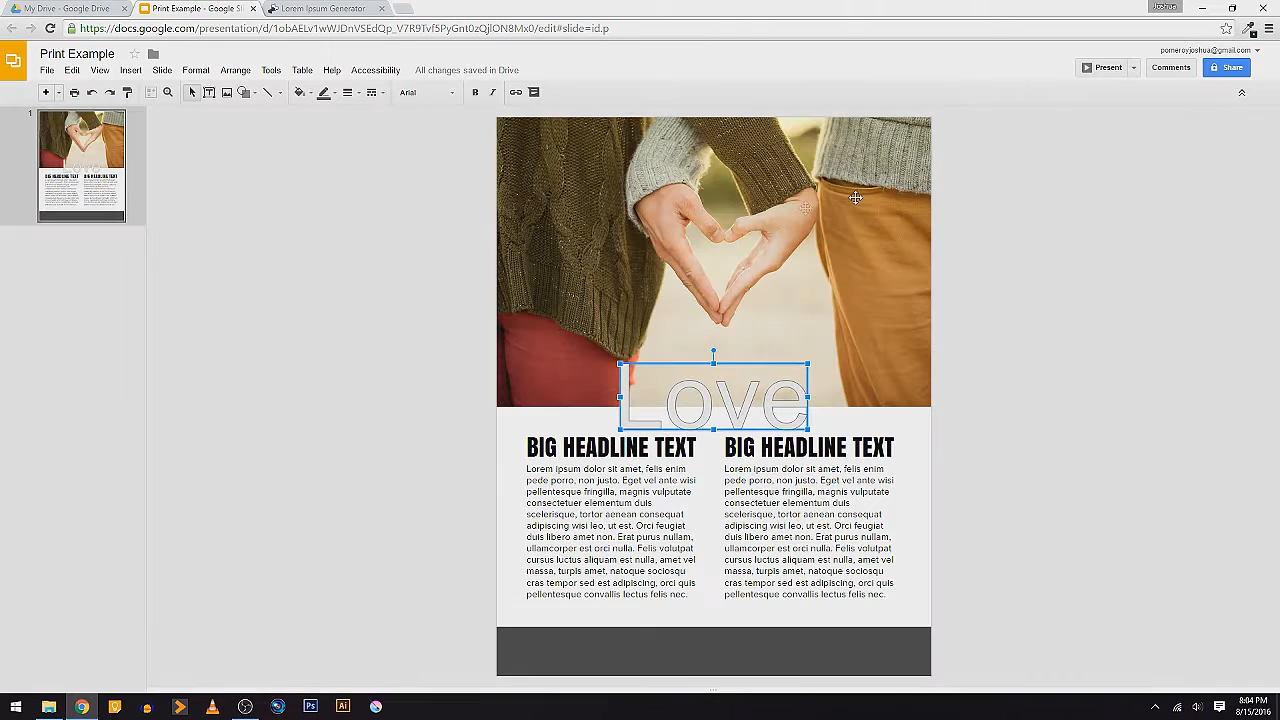 My Drive - Google Drive
Print Example - Google Sli
Lorem Ipsum Generator
Joshua
https://docs.google.com/presentation/d/1obAELv1wWJDnVSEdQp_V7R9Tvf5PyGnt0zQjlON8Mx0/edit#slide=id.p
Print Example
pomeroyjoshua@gmail.com
File Edit View Insert Slide Format Arrange Tools Table Help Accessibility All changes saved in Drive
Present Comments Share
Arial B I
1
Love
BIG HEADLINE TEXT
Lorem ipsum dolor sit amet, felis enim
pede porro, non justo. Eget vel ante wisi
pellentesque fringilla, magnis vulputate
consectetuer elementum duis
scelerisque, tortor aenean consequat
adipiscing wisi leo, ut est. Orci feugiat
duis libero amet non. Erat purus nullam,
ullamcorper est orci nulla. Felis volutpat
cursus luctus aliquam est nulla, amet vel
massa, turpis amet, natoque sociosqu
cras tempor sed est adipiscing, orci quis
pellentesque convallis lectus felis nec.
BIG HEADLINE TEXT
Lorem ipsum dolor sit amet, felis enim
pede porro, non justo. Eget vel ante wisi
pellentesque fringilla, magnis vulputate
consectetuer elementum duis
scelerisque, tortor aenean consequat
adipiscing wisi leo, ut est. Orci feugiat
duis libero amet non. Erat purus nullam,
ullamcorper est orci nulla. Felis volutpat
cursus luctus aliquam est nulla, amet vel
massa, turpis amet, natoque sociosqu
cras tempor sed est adipiscing, orci quis
pellentesque convallis lectus felis nec.
Ps Ai
8:04 PM
8/15/2016